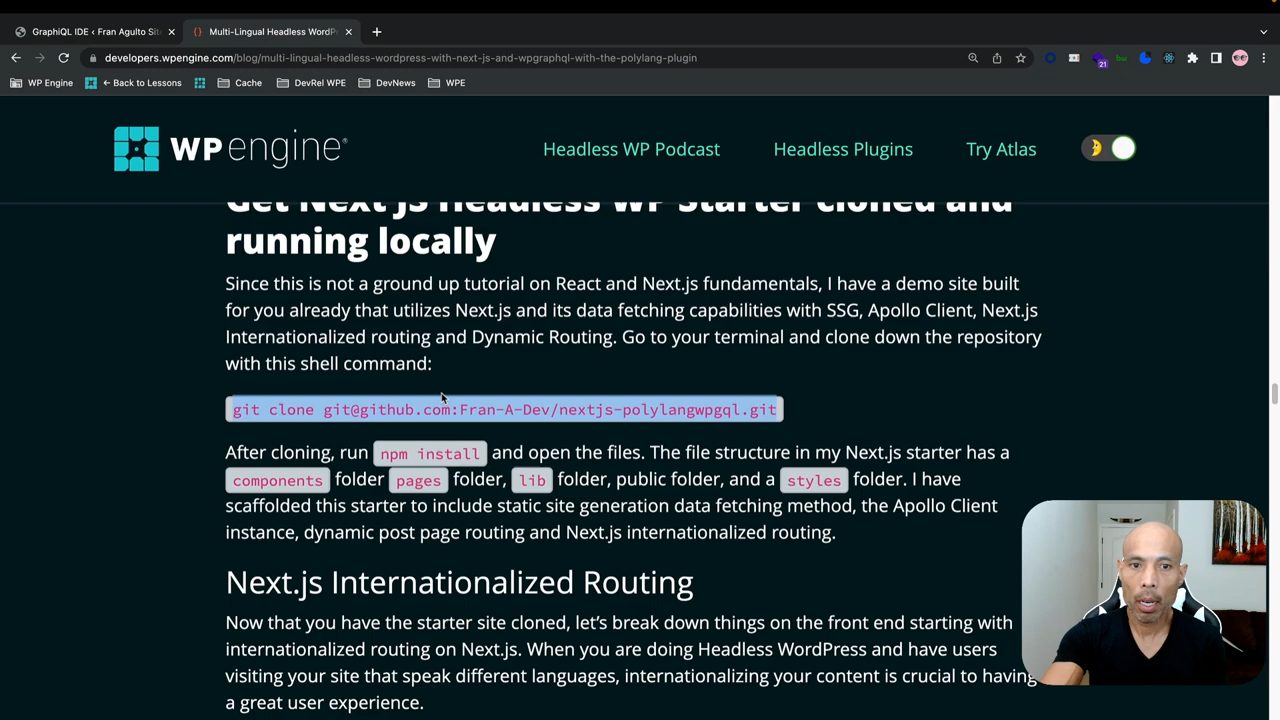 GraphiQL IDE ‹ Fran Agulto Sit
Multi-Lingual Headless WordP
developers.wpengine.com/blog/multi-lingual-headless-wordpress-with-next-js-and-wpgraphql-with-the-polylang-plugin
21
WP Engine
← Back to Lessons
Cache
DevRel WPE
DevNews
WPE
WP engine®
Headless WP Podcast
Headless Plugins
Try Atlas
Get Next JS Headless WP Starter cloned and
running locally
Since this is not a ground up tutorial on React and Next.js fundamentals, I have a demo site built
for you already that utilizes Next.js and its data fetching capabilities with SSG, Apollo Client, Next.js
Internationalized routing and Dynamic Routing. Go to your terminal and clone down the repository
with this shell command:
git clone git@github.com:Fran-A-Dev/nextjs-polylangwpgql.git
After cloning, run npm install and open the files. The file structure in my Next.js starter has a
components folder pages folder, lib folder, public folder, and a styles folder. I have
scaffolded this starter to include static site generation data fetching method, the Apollo Client
instance, dynamic post page routing and Next.js internationalized routing.
Next.js Internationalized Routing
Now that you have the starter site cloned, let's break down things on the front end starting with
internationalized routing on Next.js. When you are doing Headless WordPress and have users
visiting your site that speak different languages, internationalizing your content is crucial to having
a great user experience.